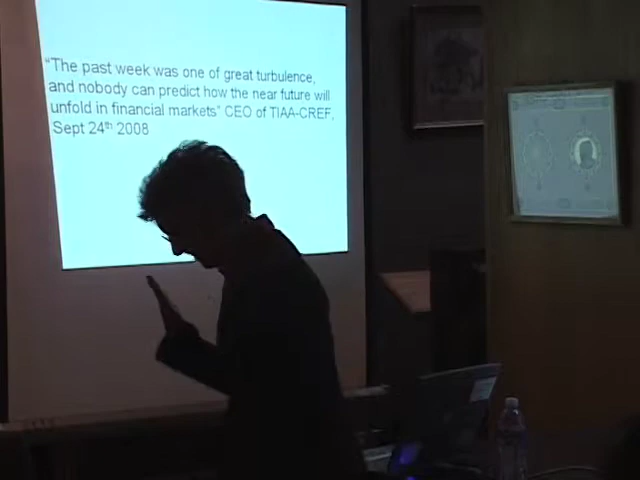 "The past week was one of great turbulence,
and nobody can predict how the near future will
unfold in financial markets" CEO of TIAA-CREF,
Sept 24th 2008